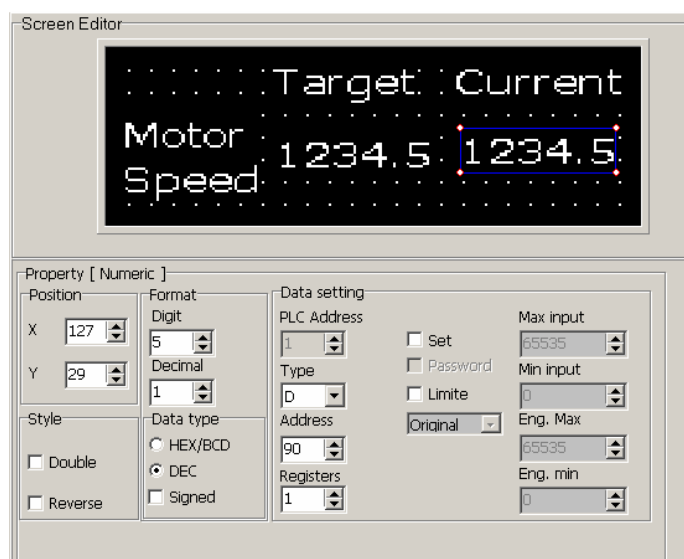 Screen Editor
Target Current
Motor
Speed
1234.5 1234.5
Property [ Numeric ]
Position
X 127
Y 29
Style
Double
Reverse
Format
Digit
5
Decimal
1
Data type
HEX/BCD
DEC
Signed
Data setting
PLC Address
1
Type
D
Address
90
Registers
1
Set
Password
Limite
Original
Max input
65535
Min input
0
Eng. Max
65535
Eng. min
0